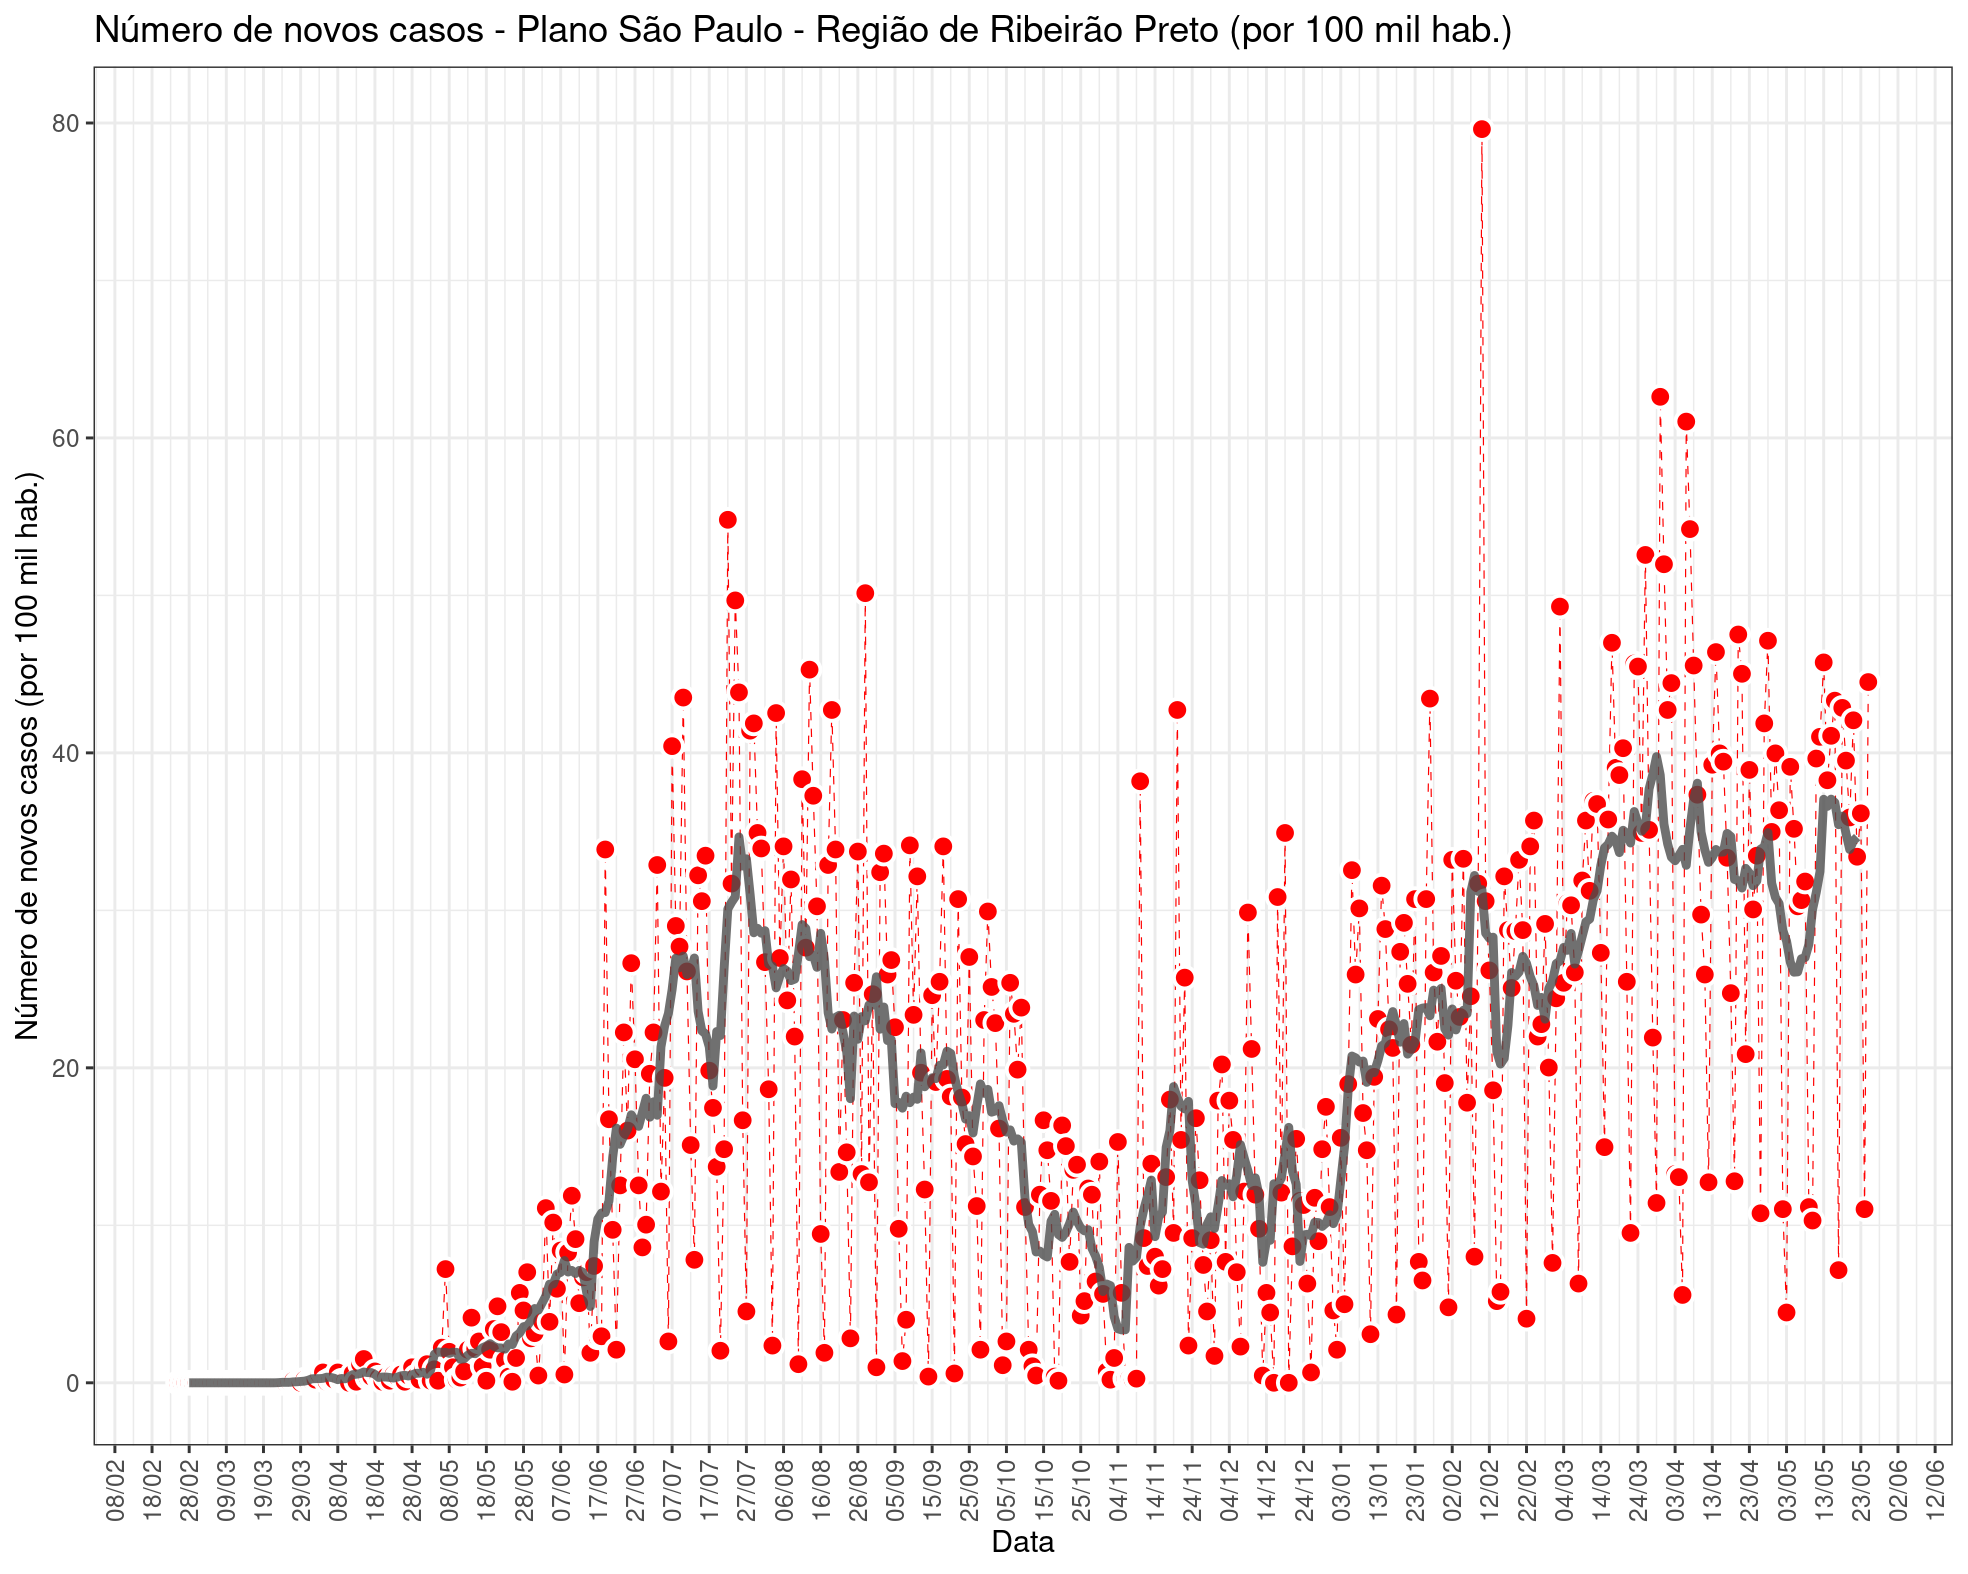 Número de novos casos - Plano São Paulo - Região de Ribeirão Preto (por 100 mil hab.)
Número de novos casos (por 100 mil hab.)
80
60
40
20
0
08/02 18/02 28/02 09/03 19/03 29/03 08/04 18/04 28/04 08/05 18/05 28/05 07/06 17/06 27/06 07/07 17/07 27/07 06/08 16/08 26/08 05/09 15/09 25/09 05/10 15/10 25/10 04/11 14/11 24/11 04/12 14/12 24/12 03/01 13/01 23/01 02/02 12/02 22/02 04/03 14/03 24/03 03/04 13/04 23/04 03/05 13/05 23/05 02/06 12/06
Data